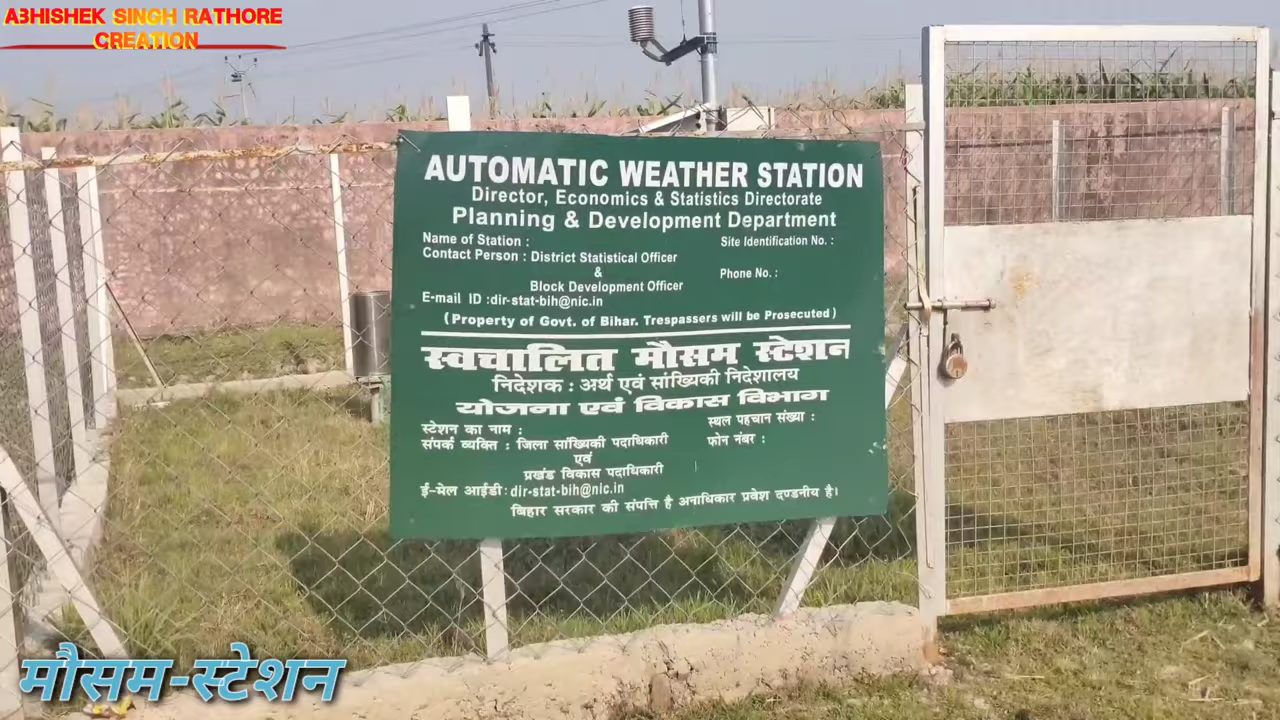 ABHISHEK SINGH RATHORE
CREATION
AUTOMATIC WEATHER STATION
Director, Economics & Statistics Directorate
Planning & Development Department
Name of Station : Site Identification No. :
Contact Person : District Statistical Officer
& Phone No. :
Block Development Officer
E-mail ID :dir-stat-bih@nic.in
(Property of Govt. of Bihar. Trespassers will be Prosecuted)
स्वचालित मौसम स्टेशन
निदेशक : अर्थ एवं सांख्यिकी निदेशालय
योजना एवं विकास विभाग
स्टेशन का नाम : स्थल पहचान संख्या :
संपर्क व्यक्ति : जिला सांख्यिकी पदाधिकारी फोन नंबर :
एवं
प्रखंड विकास पदाधिकारी
ई-मेल आईडी: dir-stat-bih@nic.in
बिहार सरकार की संपत्ति है अनाधिकार प्रवेश दण्डनीय है।
मौसम-स्टेशन